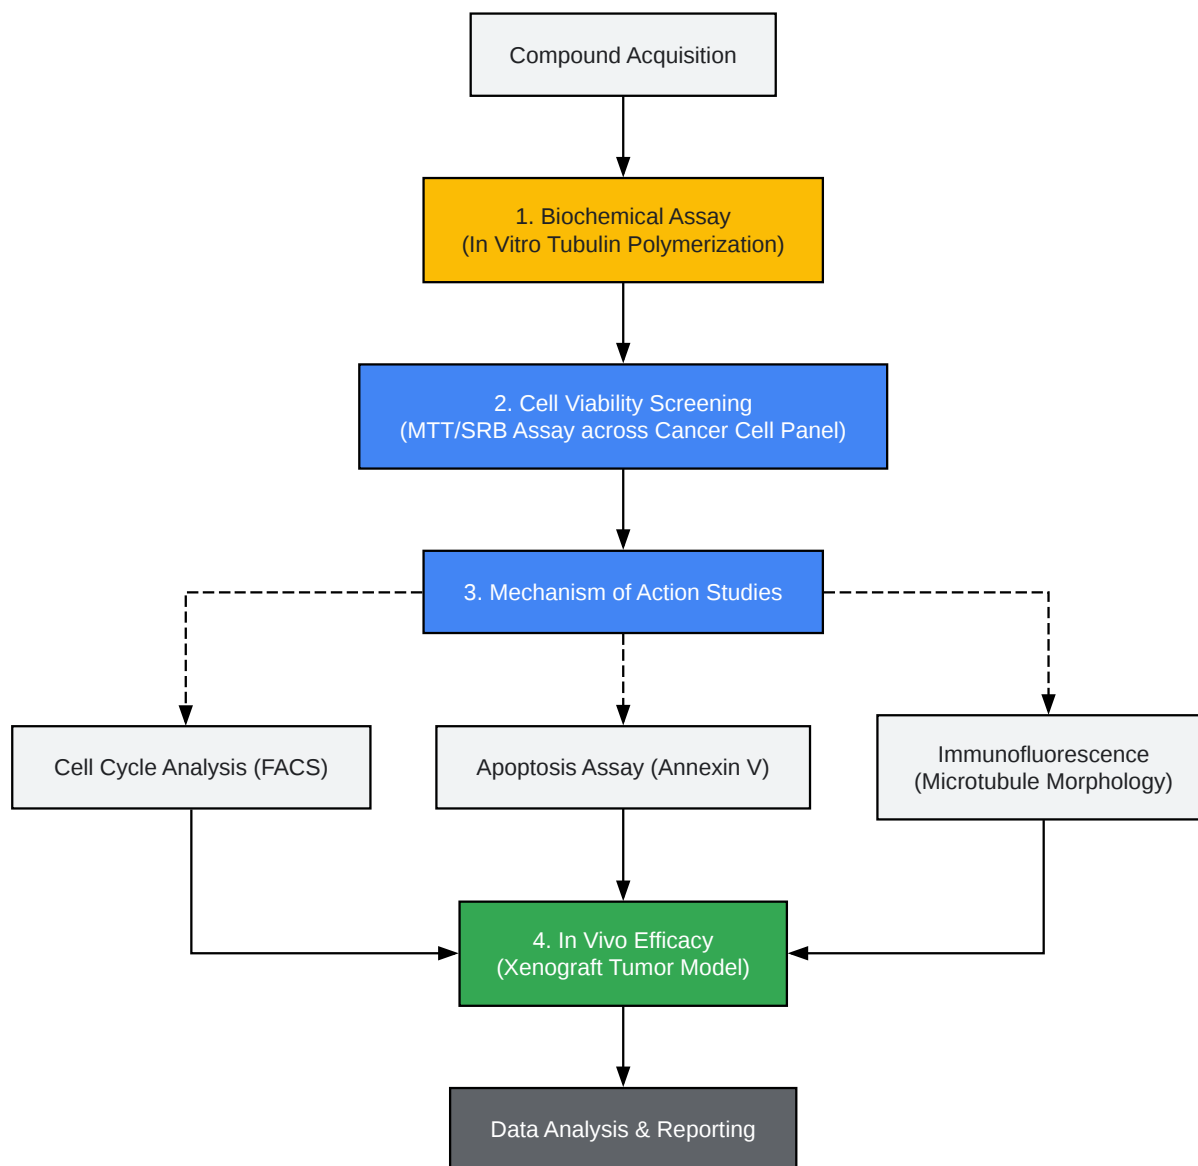 Compound Acquisition
1. Biochemical Assay
(In Vitro Tubulin Polymerization)
2. Cell Viability Screening
(MTT/SRB Assay across Cancer Cell Panel)
3. Mechanism of Action Studies
Cell Cycle Analysis (FACS)
Apoptosis Assay (Annexin V)
Immunofluorescence
(Microtubule Morphology)
4. In Vivo Efficacy
(Xenograft Tumor Model)
Data Analysis & Reporting